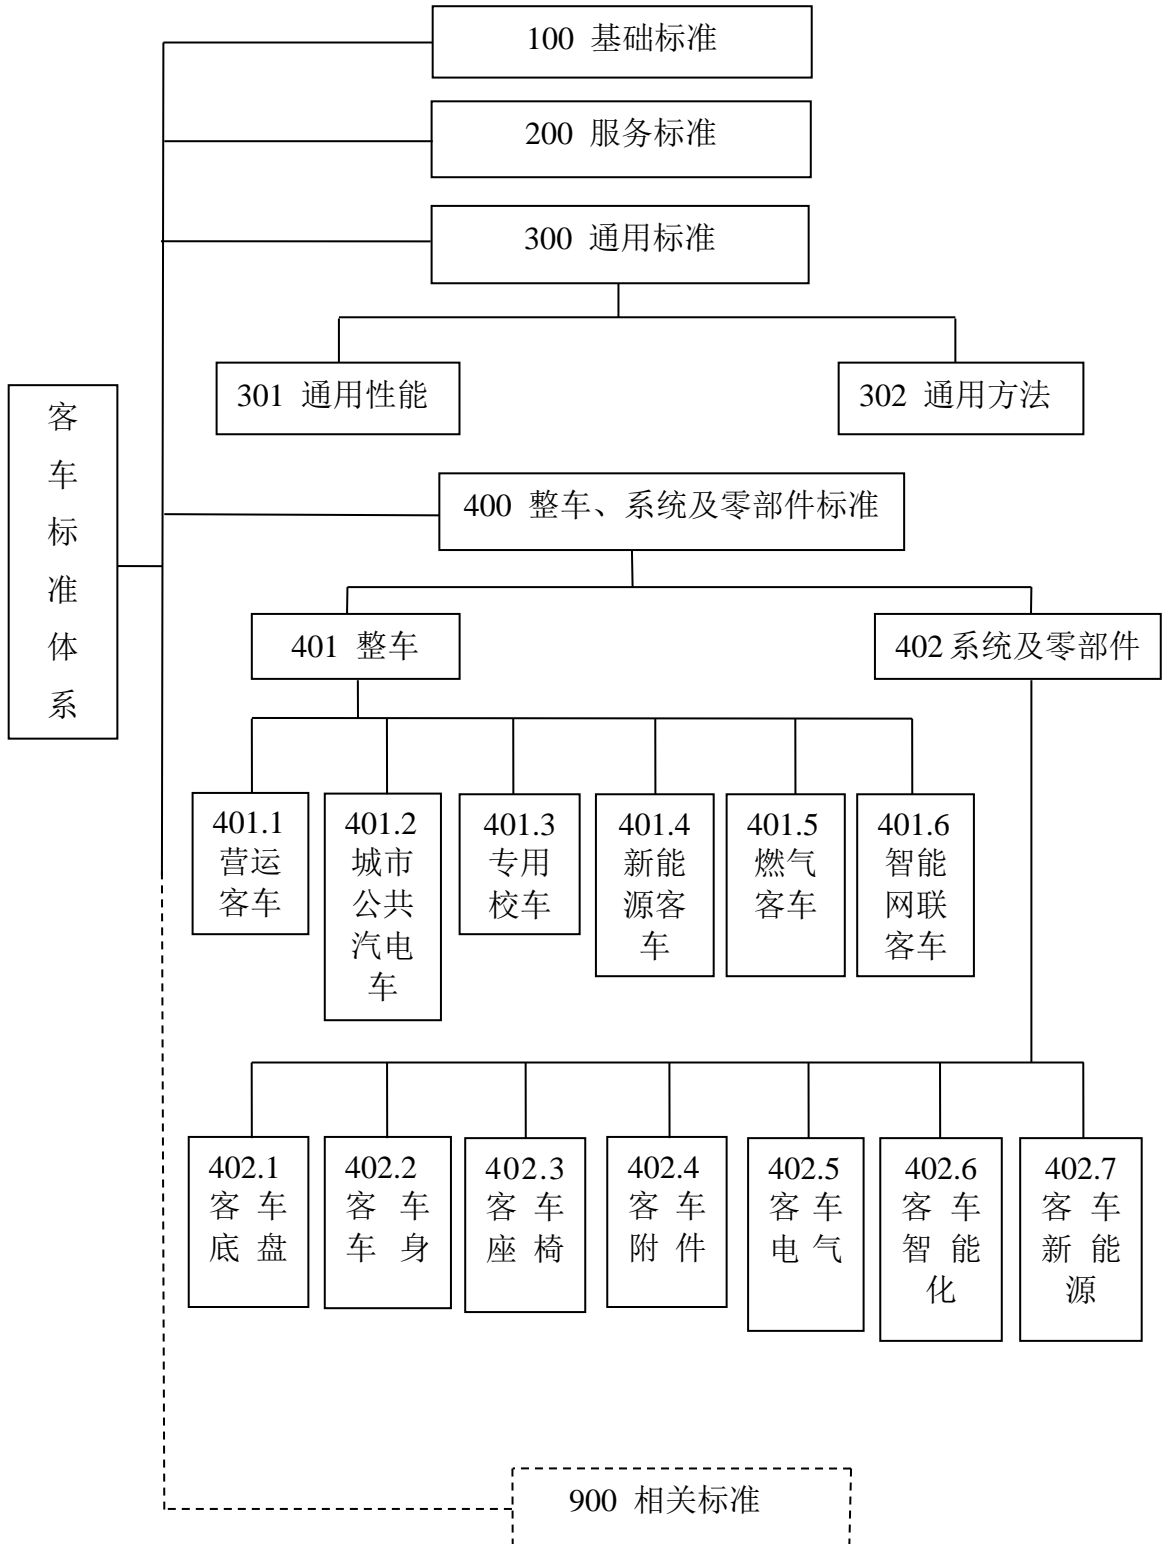 100 基础标准
200 服务标准
300 通用标准
301 通用性能
302 通用方法
客
车
标
准
体
系
400 整车、系统及零部件标准
401 整车
402系统及零部件
401.1
营运
客车
401.2
城市
公共
汽电
车
401.3
专用
校车
401.4
新能
源客
车
401.5
燃气
客车
401.6
智能
网联
客车
402.1
客 车
底 盘
402.2
客 车
车 身
402.3
客 车
座 椅
402.4
客 车
附 件
402.5
客 车
电 气
402.6
客 车
智 能
化
402.7
客 车
新 能
源
900 相关标准